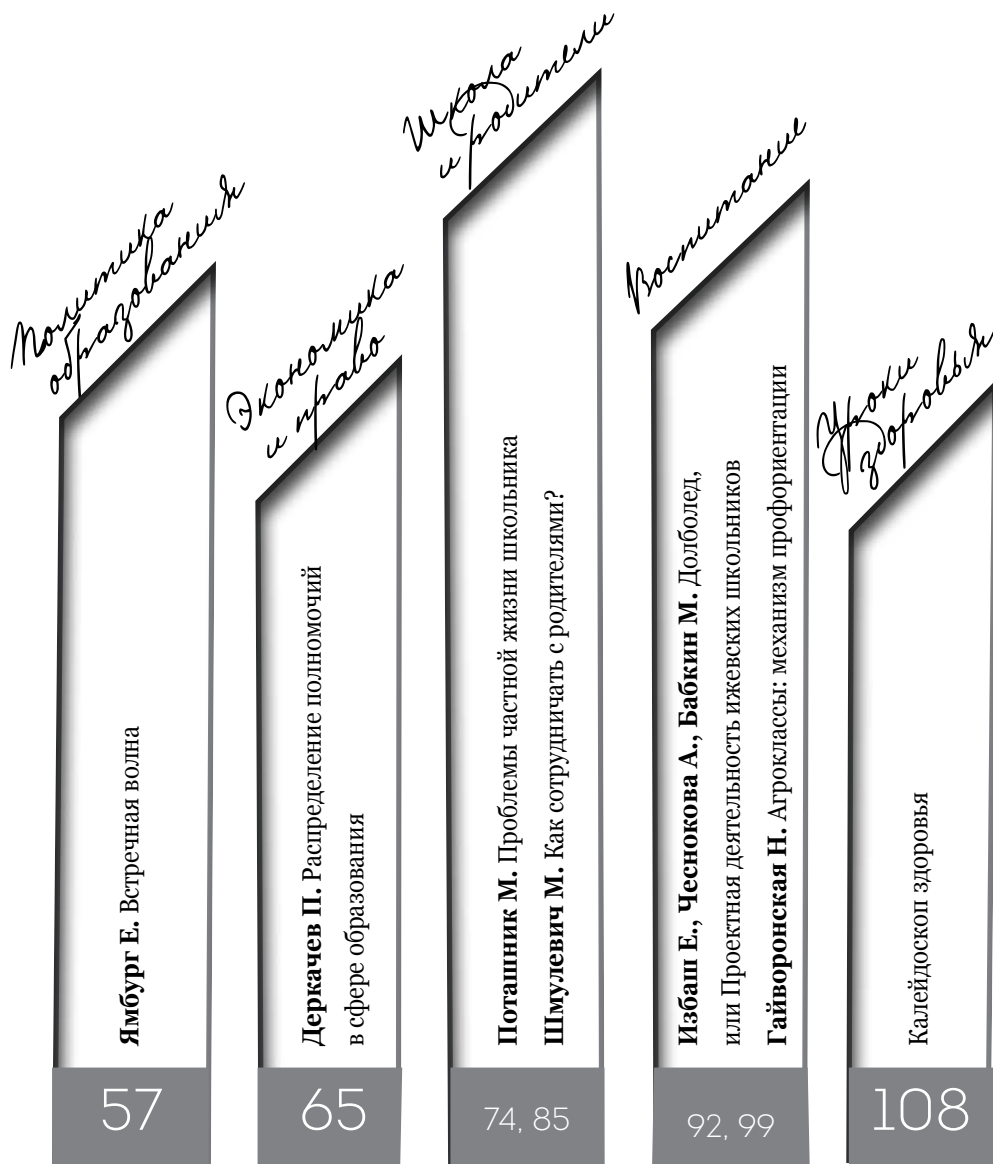 Политика
образования
Ямбург Е. Встречная волна
57
Экономика
и право
Деркачев П. Распределение полномочий
в сфере образования
65
Школа
и родители
Поташник М. Проблемы частной жизни школьника
Шмулевич М. Как сотрудничать с родителями?
74, 85
Воспитание
Избаш Е., Чеснокова А., Бабкин М. Долболед,
или Проектная деятельность ижевских школьников
Гайворонская Н. Агроклассы: механизм профориентации
92, 99
Уроки
здоровья
Калейдоскоп здоровья
108